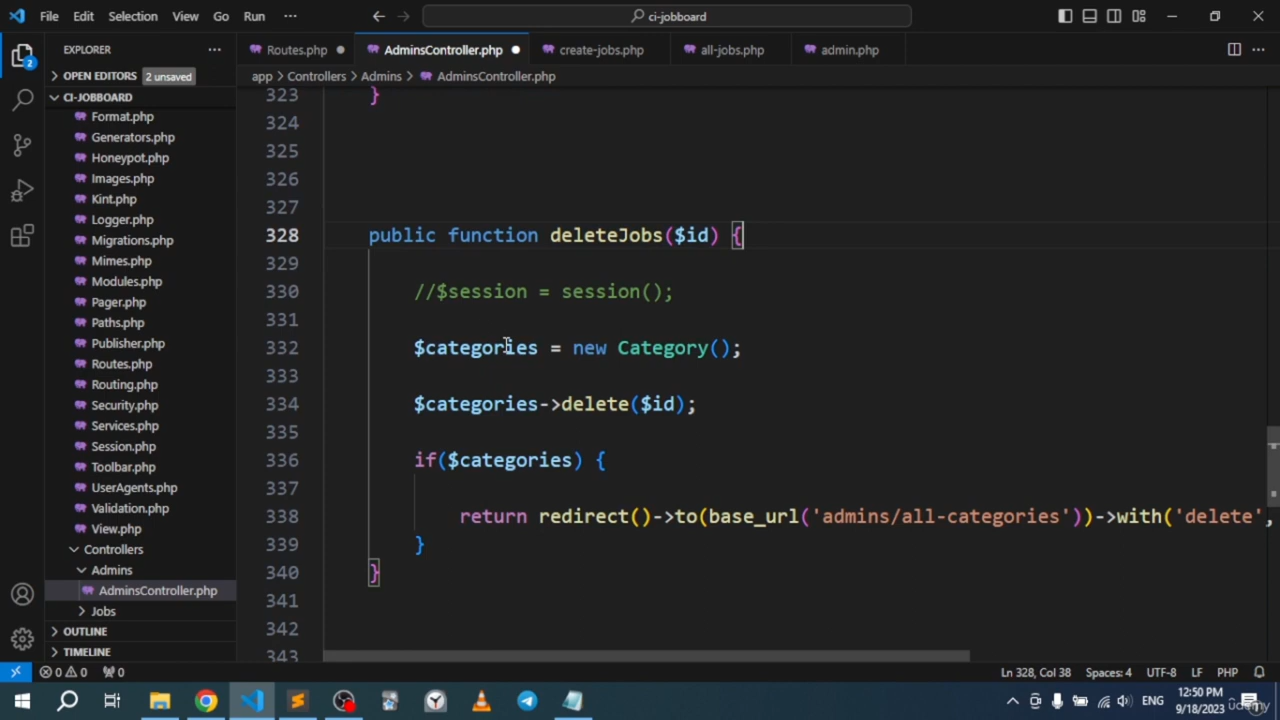 File Edit Selection View Go Run ··· ci-jobboard
EXPLORER ··· Routes.php AdminsController.php create-jobs.php all-jobs.php admin.php ···
OPEN EDITORS 2 unsaved
app > Controllers > Admins > AdminsController.php
CI-JOBBOARD
Format.php
Generators.php
Honeypot.php
Images.php
Kint.php
Logger.php
Migrations.php
Mimes.php
Modules.php
Pager.php
Paths.php
Publisher.php
Routes.php
Routing.php
Security.php
Services.php
Session.php
Toolbar.php
UserAgents.php
Validation.php
View.php
Controllers
Admins
AdminsController.php
Jobs
OUTLINE
TIMELINE
2
323 }
324
325
326
327
328 public function deleteJobs($id) {
329
330 //$session = session();
331
332 $categories = new Category();
333
334 $categories->delete($id);
335
336 if($categories) {
337
338 return redirect()->to(base_url('admins/all-categories'))->with('delete',
339 }
340 }
341
342
343
0 0 0 Ln 328, Col 38 Spaces: 4 UTF-8 LF PHP
ENG 12:50 PM
9/18/2023
udemy